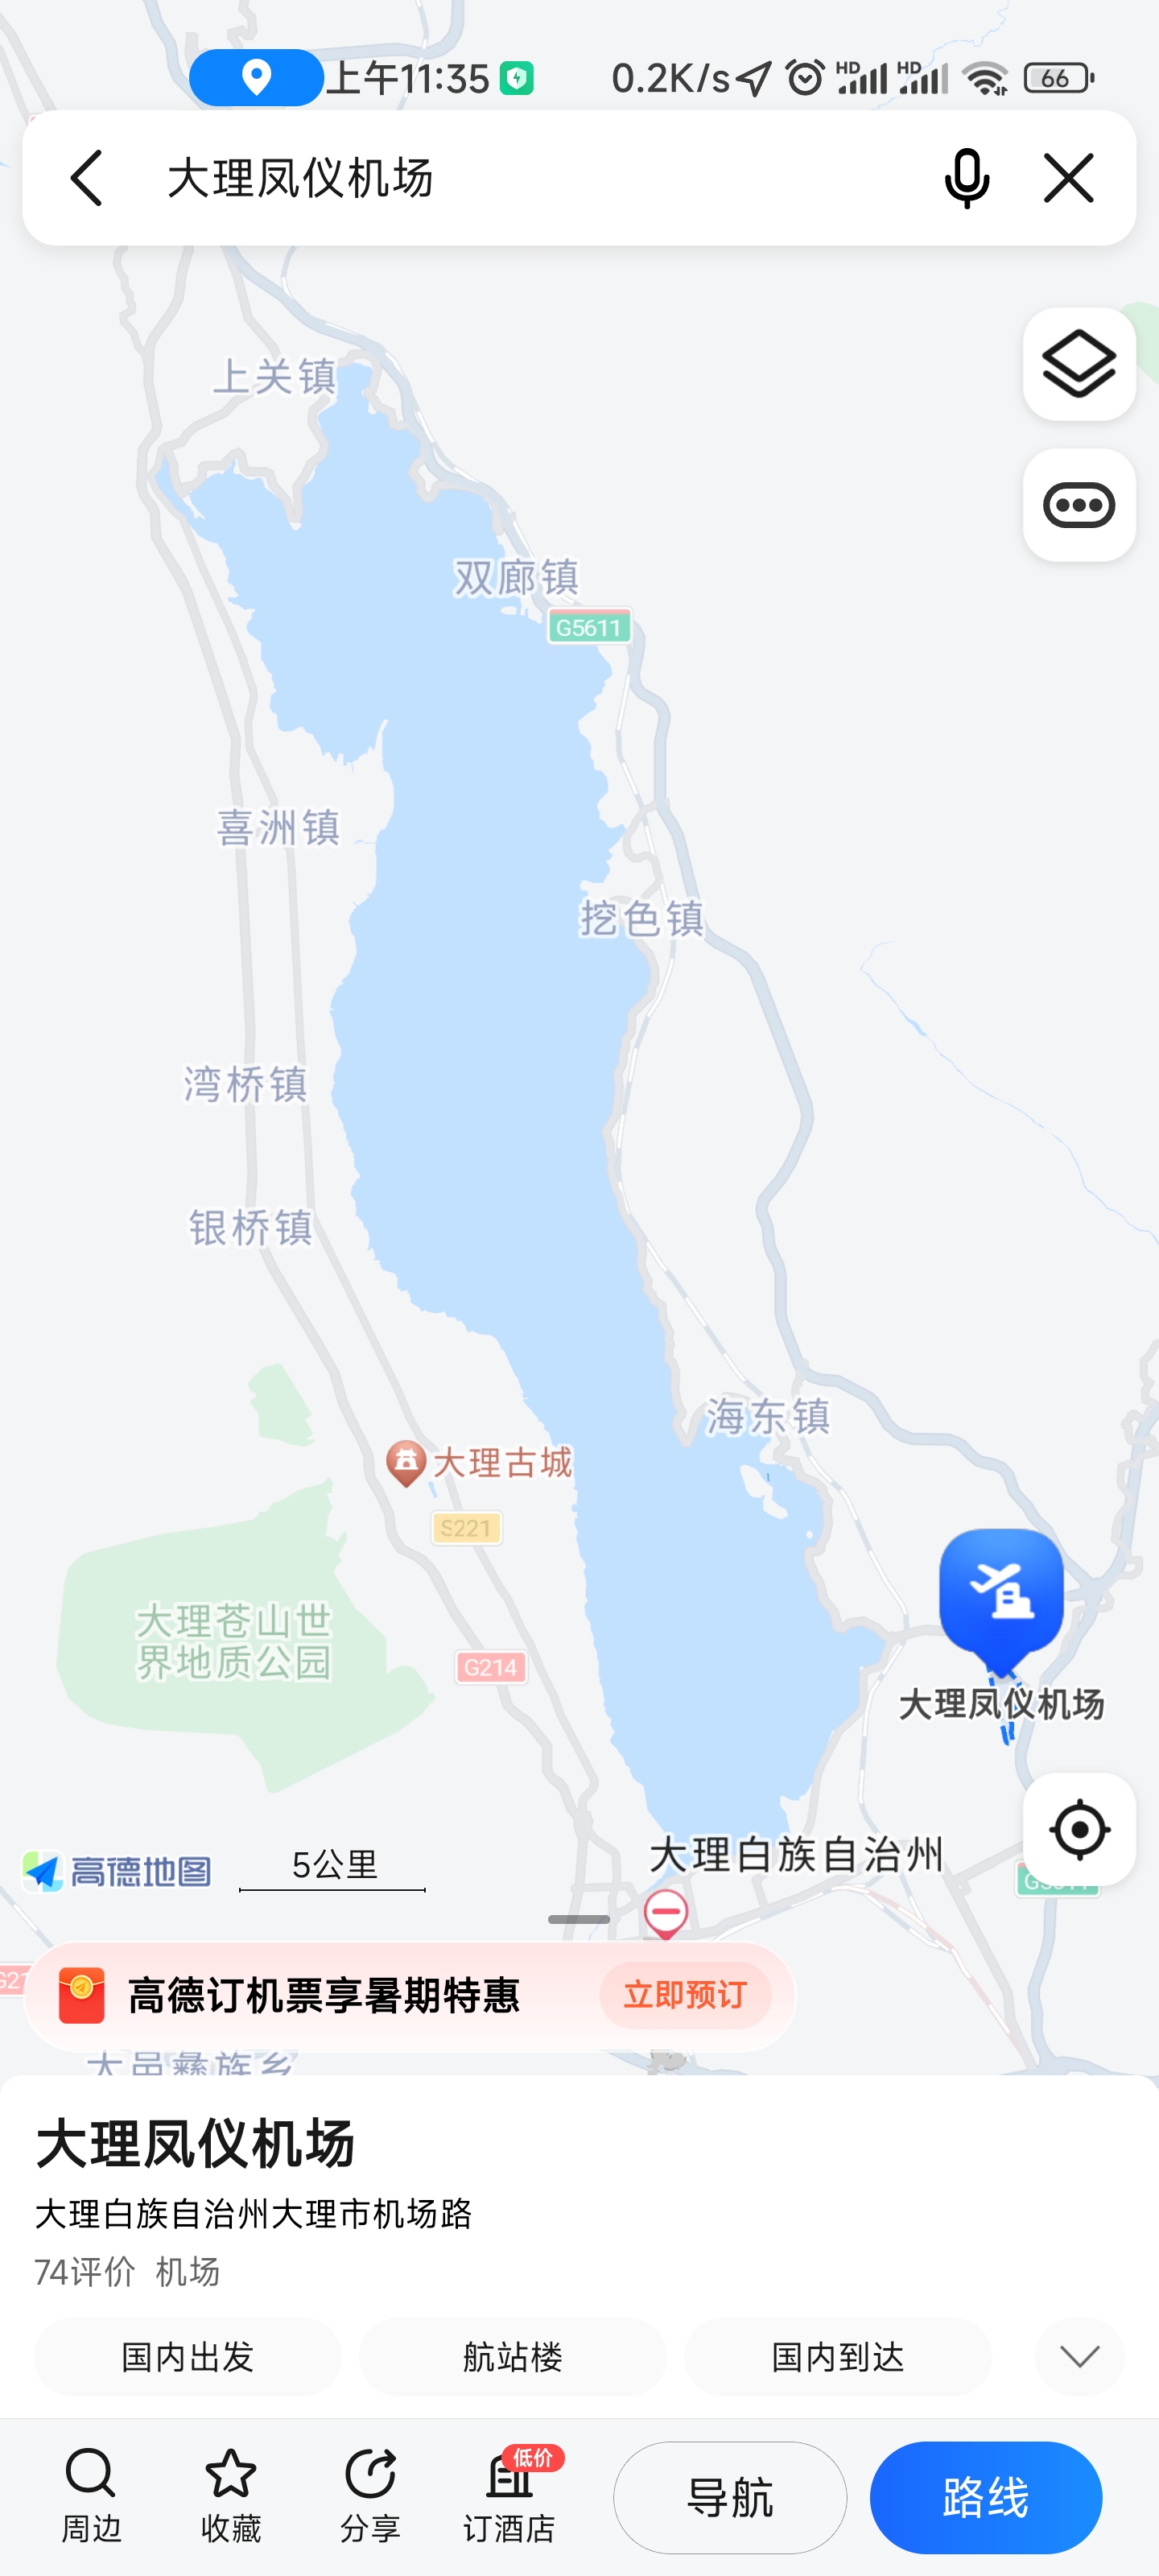 上午11:35
0.2K/s
HD
HD
66
大理凤仪机场
上关镇
双廊镇
G5611
喜洲镇
挖色镇
湾桥镇
银桥镇
海东镇
大理古城
S221
大理苍山世
界地质公园
G214
大理凤仪机场
大理白族自治州
高德地图
5公里
高德订机票享暑期特惠
立即预订
大理凤仪机场
大理白族自治州大理市机场路
74评价 机场
国内出发
航站楼
国内到达
低价
周边
收藏
分享
订酒店
导航
路线